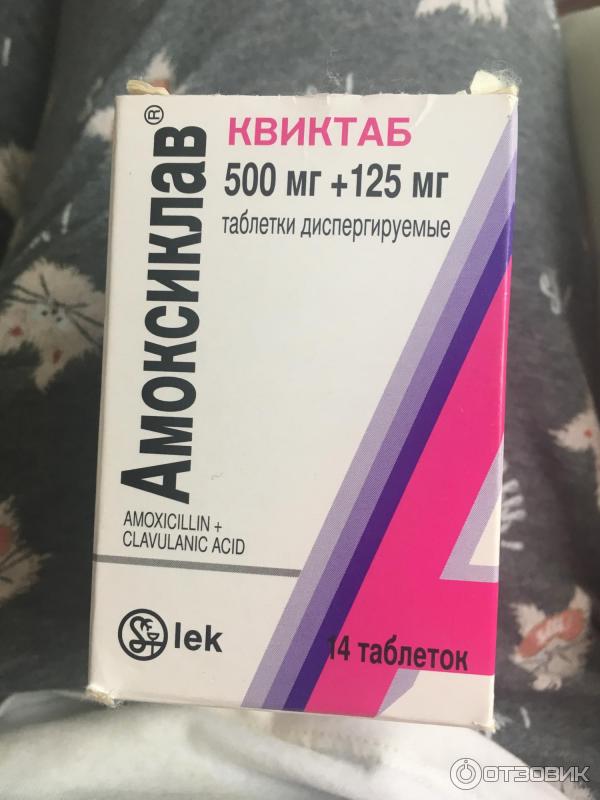 Амоксиклав®
КВИКТАБ
500 мг +125 мг
таблетки диспергируемые
AMOXICILLIN +
CLAVULANIC ACID
lek
14 таблеток
ОТЗОВИК